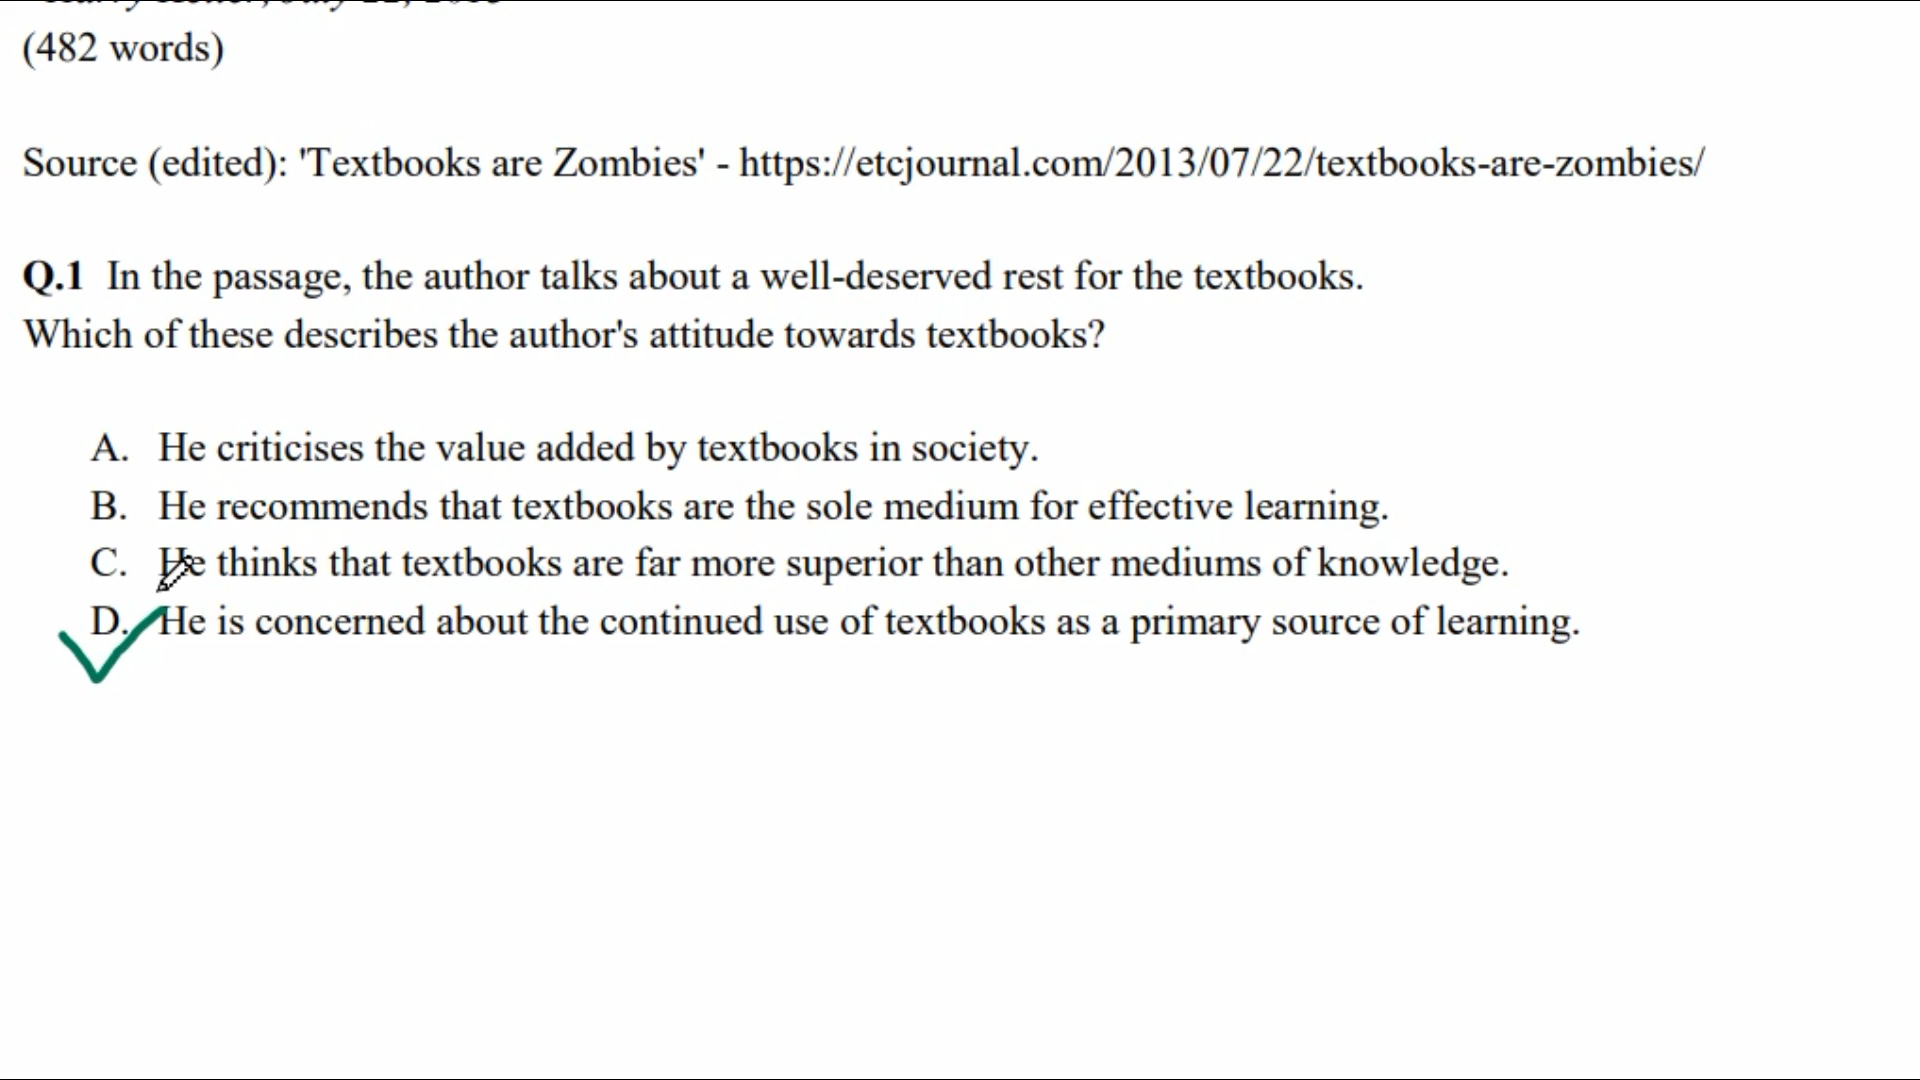 (482 words)
Source (edited): 'Textbooks are Zombies' - https://etcjournal.com/2013/07/22/textbooks-are-zombies/
Q.1 In the passage, the author talks about a well-deserved rest for the textbooks.
Which of these describes the author's attitude towards textbooks?
A. He criticises the value added by textbooks in society.
B. He recommends that textbooks are the sole medium for effective learning.
C. He thinks that textbooks are far more superior than other mediums of knowledge.
D. He is concerned about the continued use of textbooks as a primary source of learning.